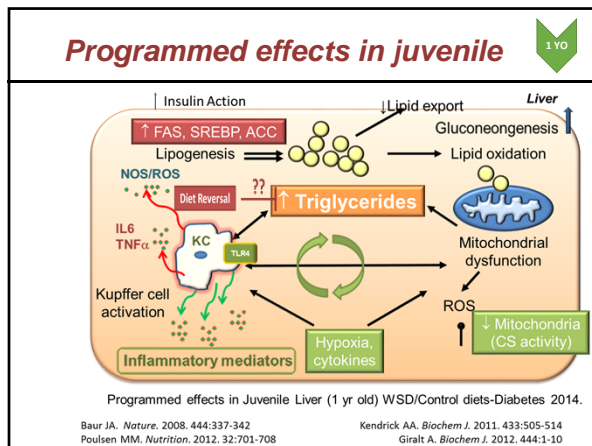 Programmed effects in juvenile
1 YO
↑ Insulin Action
↓Lipid export
Liver
↑ FAS, SREBP, ACC
Gluconeongenesis
Lipogenesis
Lipid oxidation
NOS/ROS
Diet Reversal
??
↑ Triglycerides
IL6
TNFα
KC
TLR4
Mitochondrial
dysfunction
Kupffer cell
activation
ROS
↓ Mitochondria
(CS activity)
Hypoxia,
cytokines
Inflammatory mediators
Programmed effects in Juvenile Liver (1 yr old) WSD/Control diets-Diabetes 2014.
Baur JA. Nature. 2008. 444:337-342
Poulsen MM. Nutrition. 2012. 32:701-708
Kendrick AA. Biochem J. 2011. 433:505-514
Giralt A. Biochem J. 2012. 444:1-10